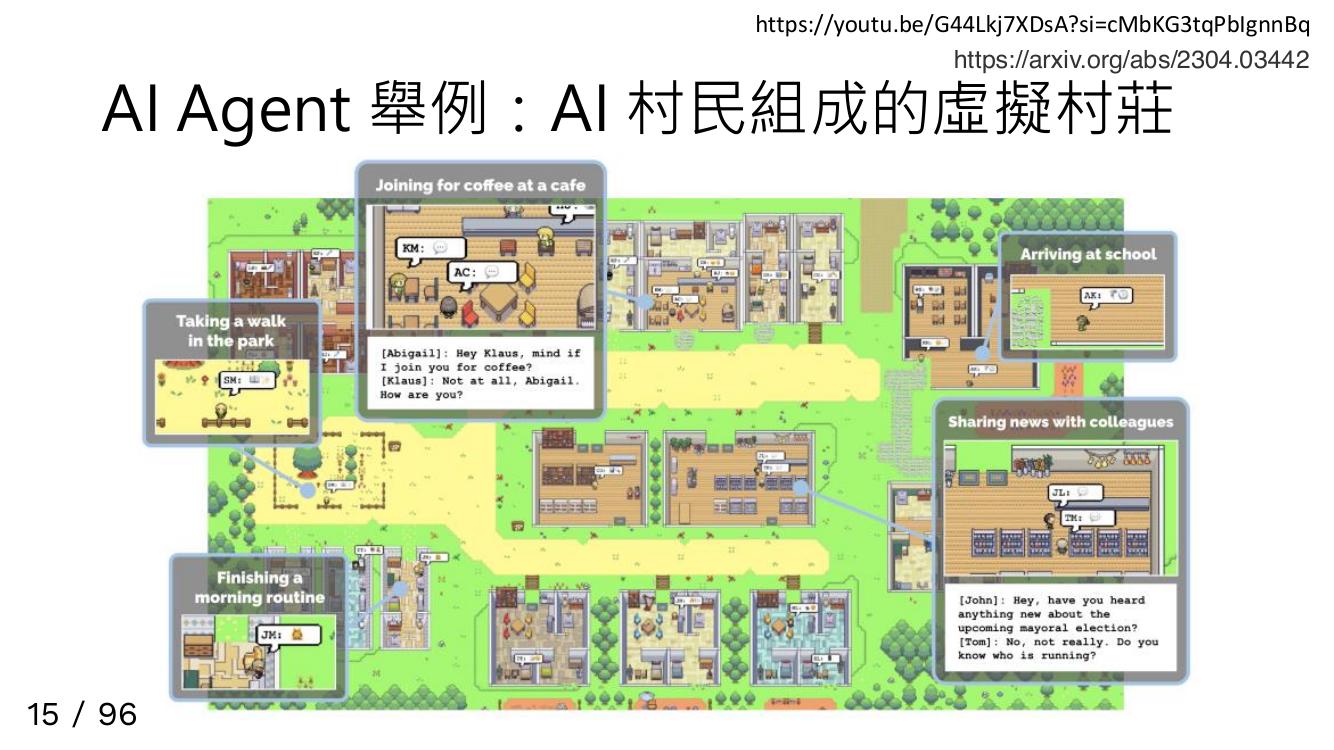 https://youtu.be/G44Lkj7XDsA?si=cMbKG3tqPbIgnnBq
https://arxiv.org/abs/2304.03442
AI Agent 舉例：AI 村民組成的虛擬村莊
Joining for coffee at a cafe
KM:
AC:
[Abigail]: Hey Klaus, mind if
I join you for coffee?
[Klaus]: Not at all, Abigail.
How are you?
Arriving at school
AK:
Taking a walk
in the park
SM:
Sharing news with colleagues
JL:
TM:
[John]: Hey, have you heard
anything new about the
upcoming mayoral election?
[Tom]: No, not really. Do you
know who is running?
Finishing a
morning routine
JM:
15 / 96